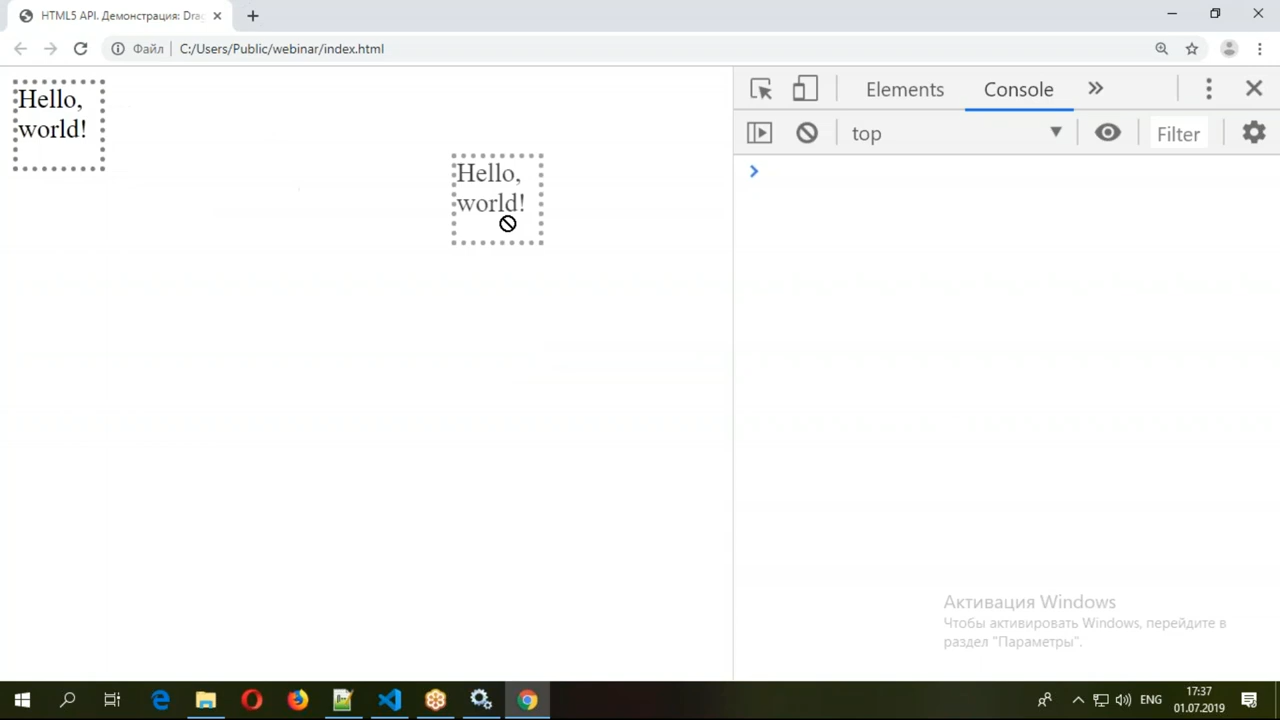 HTML5 API. Демонстрация: Dra
Файл
C:/Users/Public/webinar/index.html
Hello,
world!
Hello,
world!
Elements
Console
top
Filter
Активация Windows
Чтобы активировать Windows, перейдите в
раздел "Параметры".
ENG
17:37
01.07.2019